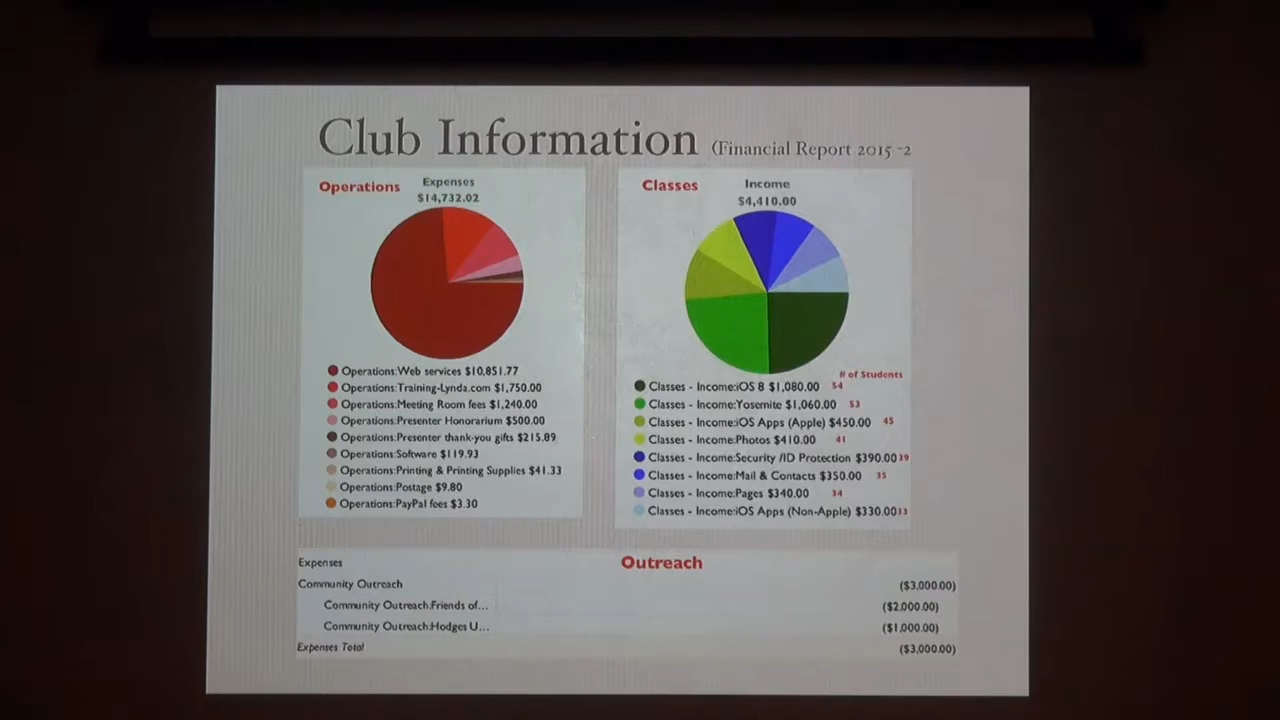 Club Information (Financial Report 2015 -2
Operations
Expenses
$14,732.02
Operations:Web services $10,851.77
Operations:Training-Lynda.com $1,750.00
Operations:Meeting Room fees $1,240.00
Operations:Presenter Honorarium $500.00
Operations:Presenter thank-you gifts $215.89
Operations:Software $119.93
Operations:Printing & Printing Supplies $41.33
Operations:Postage $9.80
Operations:PayPal fees $3.30
Classes
Income
$4,410.00
# of Students
Classes - Income:iOS 8 $1,080.00 54
Classes - Income:Yosemite $1,060.00 53
Classes - Income:iOS Apps (Apple) $450.00 45
Classes - Income:Photos $410.00 41
Classes - Income:Security /ID Protection $390.00 39
Classes - Income:Mail & Contacts $350.00 35
Classes - Income:Pages $340.00 34
Classes - Income:iOS Apps (Non-Apple) $330.00 33
Outreach
Expenses
Community Outreach ($3,000.00)
Community Outreach:Friends of... ($2,000.00)
Community Outreach:Hodges U... ($1,000.00)
Expenses Total ($3,000.00)